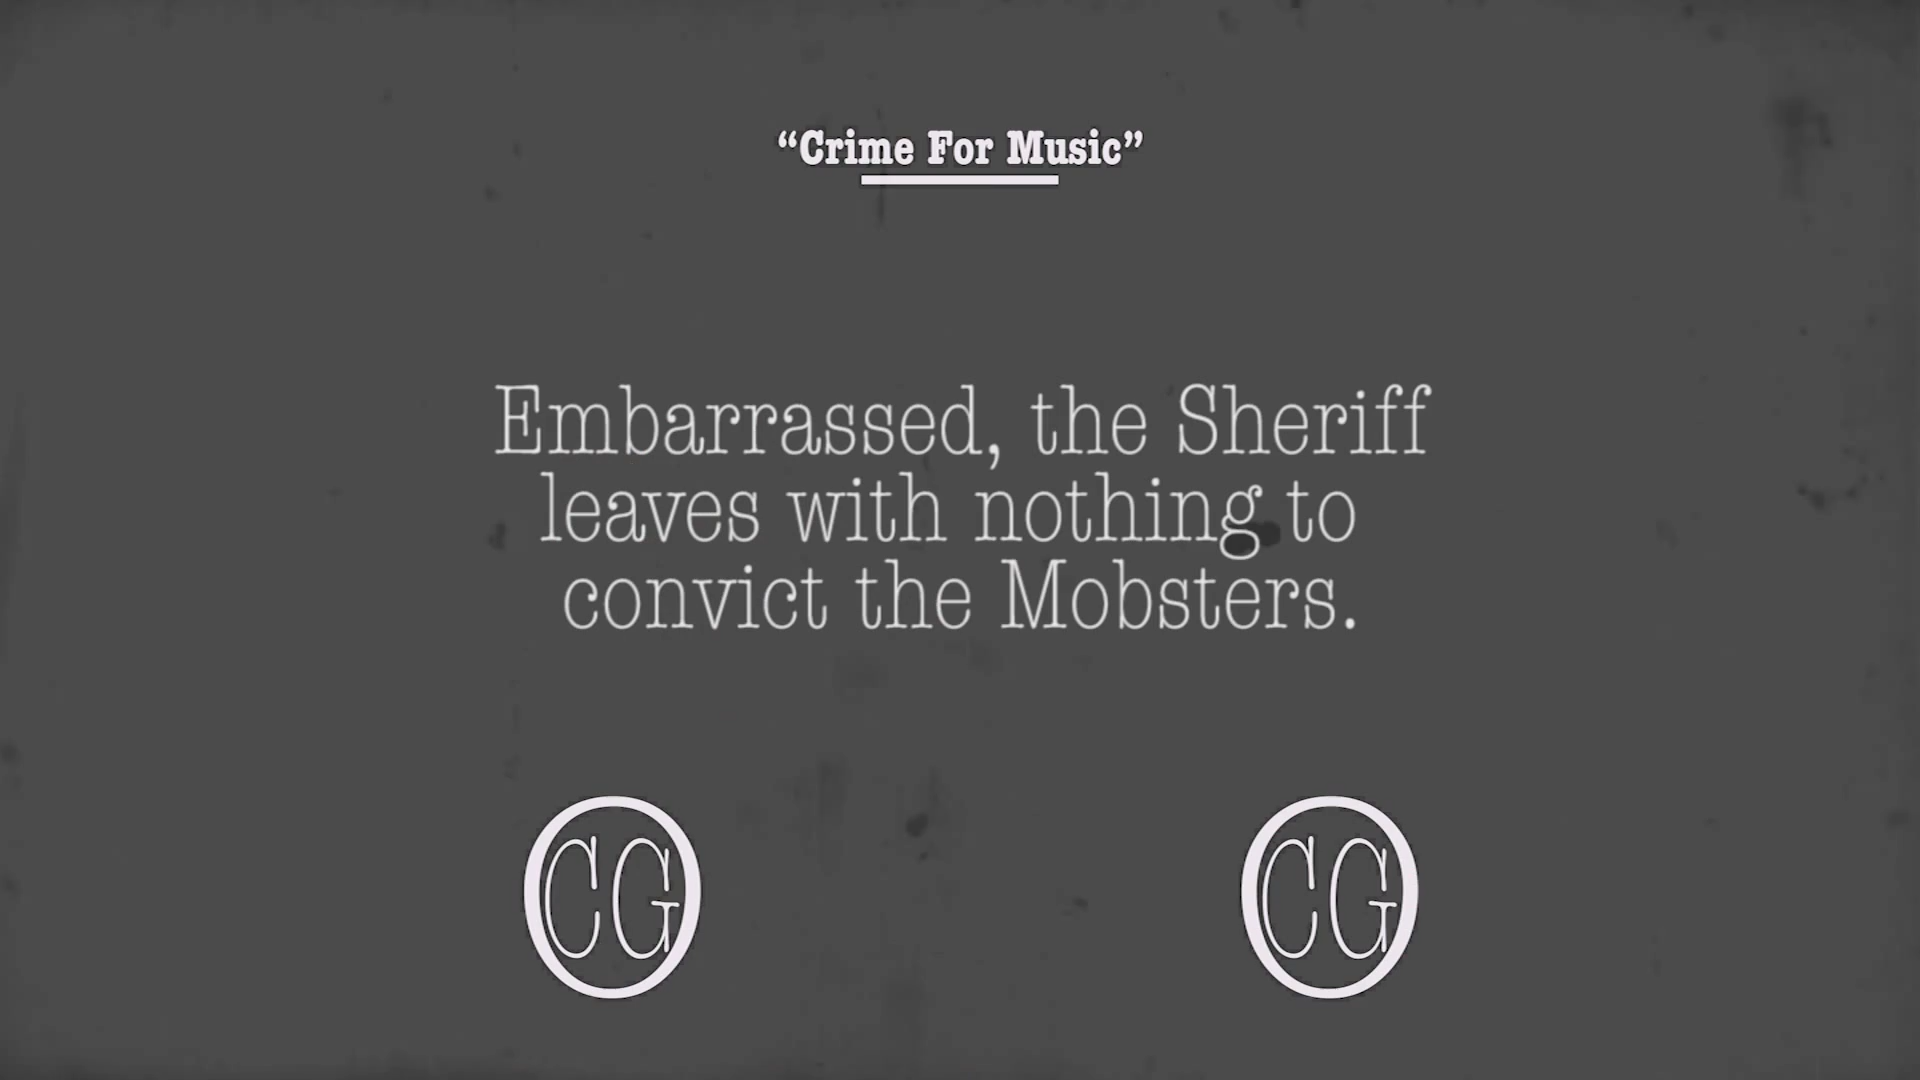 “Crime For Music”
Embarrassed, the Sheriff
leaves with nothing to
convict the Mobsters.
CG
CG